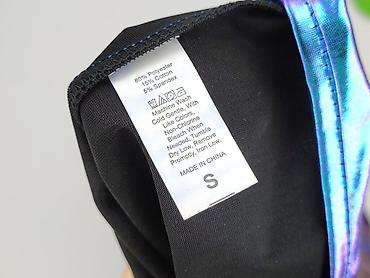 80% Polyester
15% Cotton
5% Spandex
Machine Wash
Cold Gentle, With
Like Colors,
Non-Chlorine
Bleach When
Needed, Tumble
Dry Low, Remove
Promptly, Iron Low.
MADE IN CHINA
S